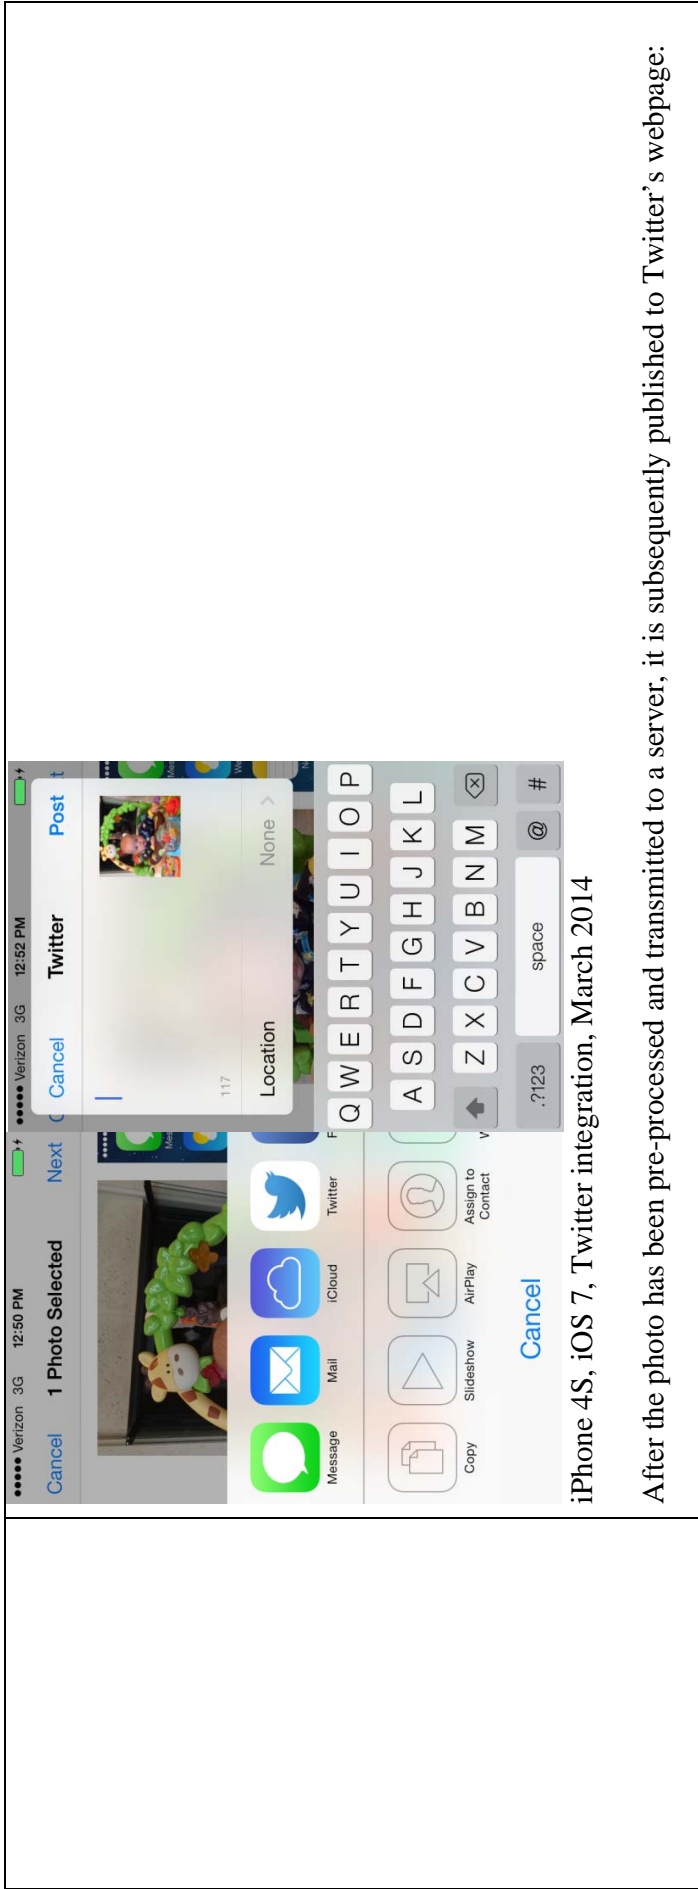 ●●●●● Verizon 3G 12:50 PM
Cancel 1 Photo Selected Next
Message Mail iCloud Twitter F
Copy Slideshow AirPlay Assign to Contact
Cancel
●●●●● Verizon 3G 12:52 PM
Cancel Twitter Post
117
Location None >
Q W E R T Y U I O P
A S D F G H J K L
Z X C V B N M
.?123 space @ #
iPhone 4S, iOS 7, Twitter integration, March 2014
After the photo has been pre-processed and transmitted to a server, it is subsequently published to Twitter’s webpage: